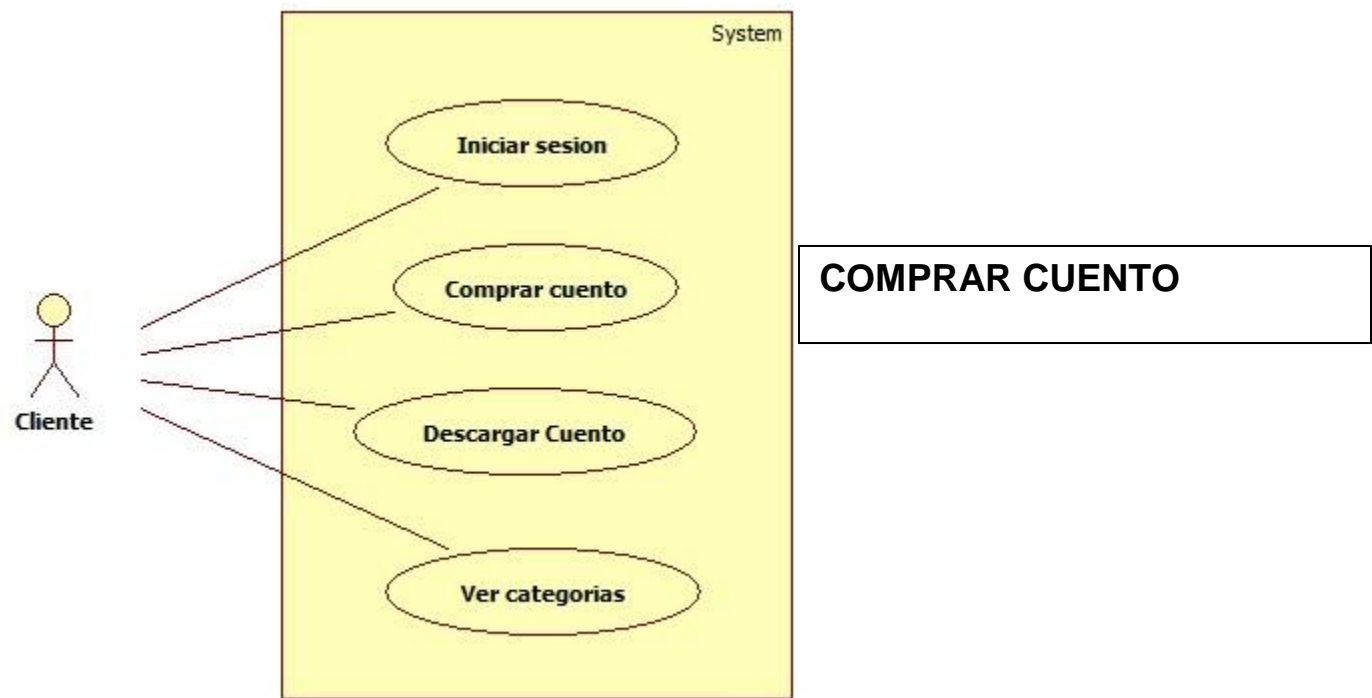 System
Iniciar sesion
Comprar cuento
COMPRAR CUENTO
Cliente
Descargar Cuento
Ver categorias